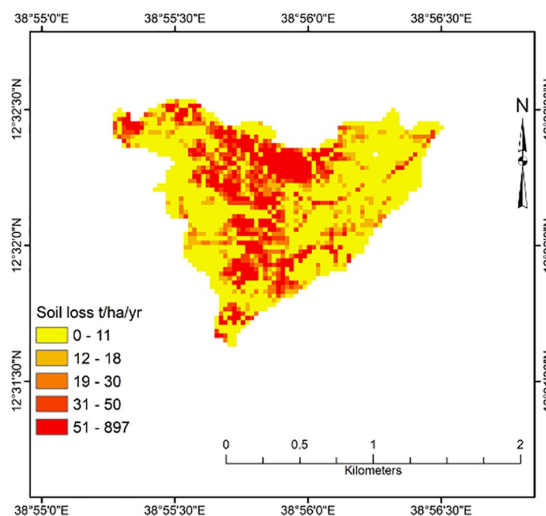 38°55'0"E 38°55'30"E 38°56'0"E 38°56'30"E
12°32'30"N
N
12°32'0"N
12°31'30"N
Soil loss t/ha/yr
0 - 11
12 - 18
19 - 30
31 - 50
51 - 897
0 0.5 1 2
Kilometers
38°55'0"E 38°55'30"E 38°56'0"E 38°56'30"E